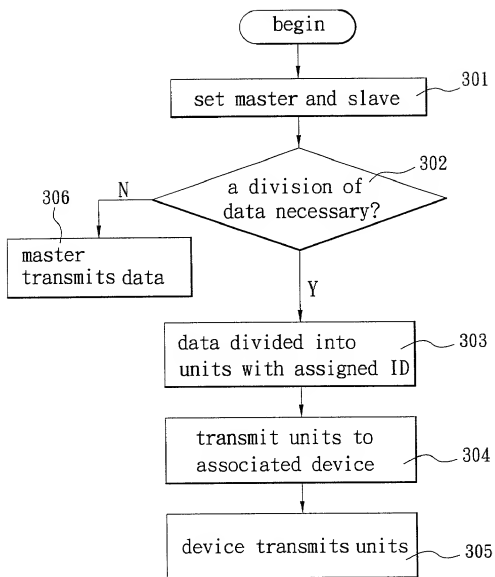 begin
set master and slave
301
a division of
data necessary?
302
N
306
master
transmits data
Y
data divided into
units with assigned ID
303
transmit units to
associated device
304
device transmits units
305